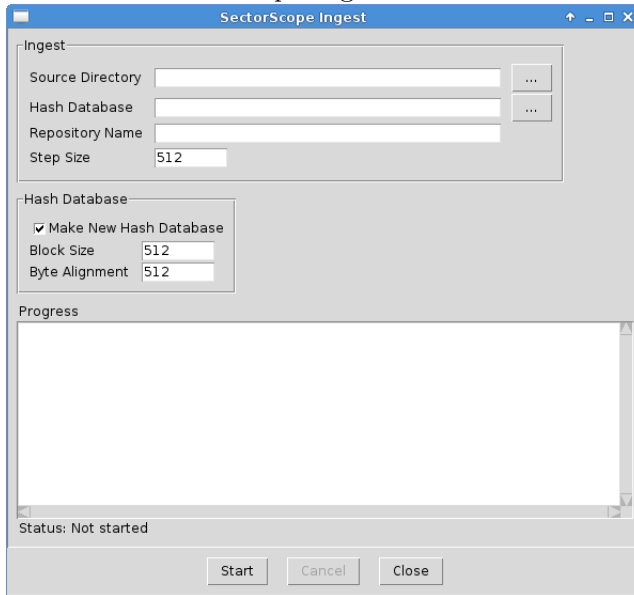 SectorScope Ingest
Ingest
Source Directory ...
Hash Database ...
Repository Name
Step Size 512
Hash Database
Make New Hash Database
Block Size 512
Byte Alignment 512
Progress
Status: Not started
Start Cancel Close